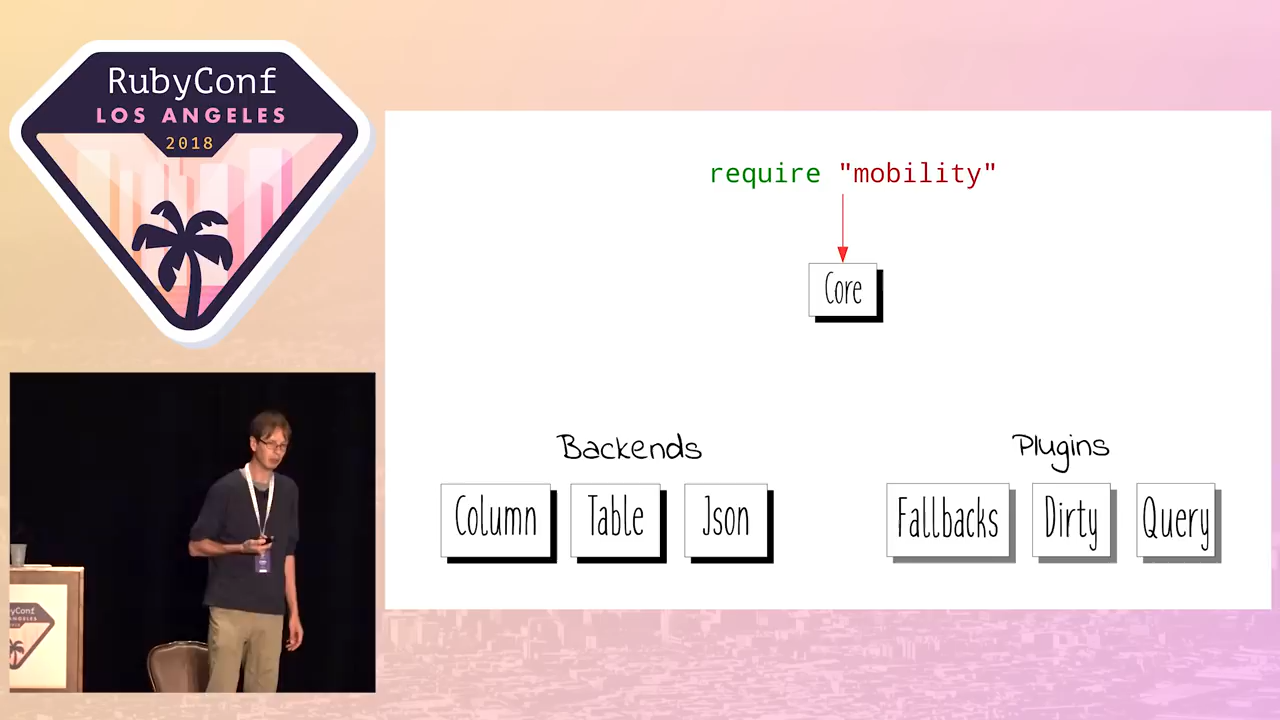 RubyConf
LOS ANGELES
2018
require "mobility"
Core
Backends
Plugins
Column
Table
Json
Fallbacks
Dirty
Query